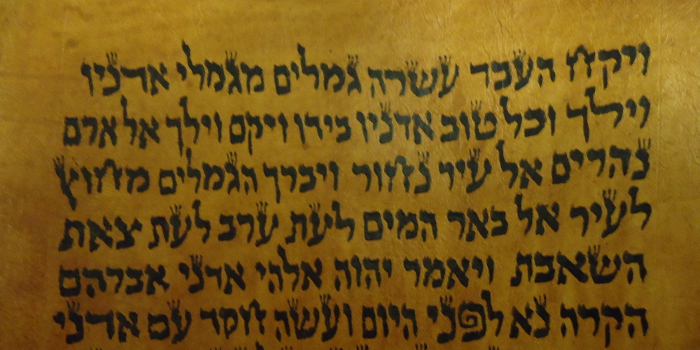 ויקח העבד עשרה גמלים מגמלי אדניו
וילך וכל טוב אדניו בידו ויקם וילך אל ארם
נהרים אל עיר נחור ויברך הגמלים מחוץ
לעיר אל באר המים לעת ערב לעת צאת
השאבת ויאמר יהוה אלהי אדני אברהם
הקרה נא לפני היום ועשה חסד עם אדני